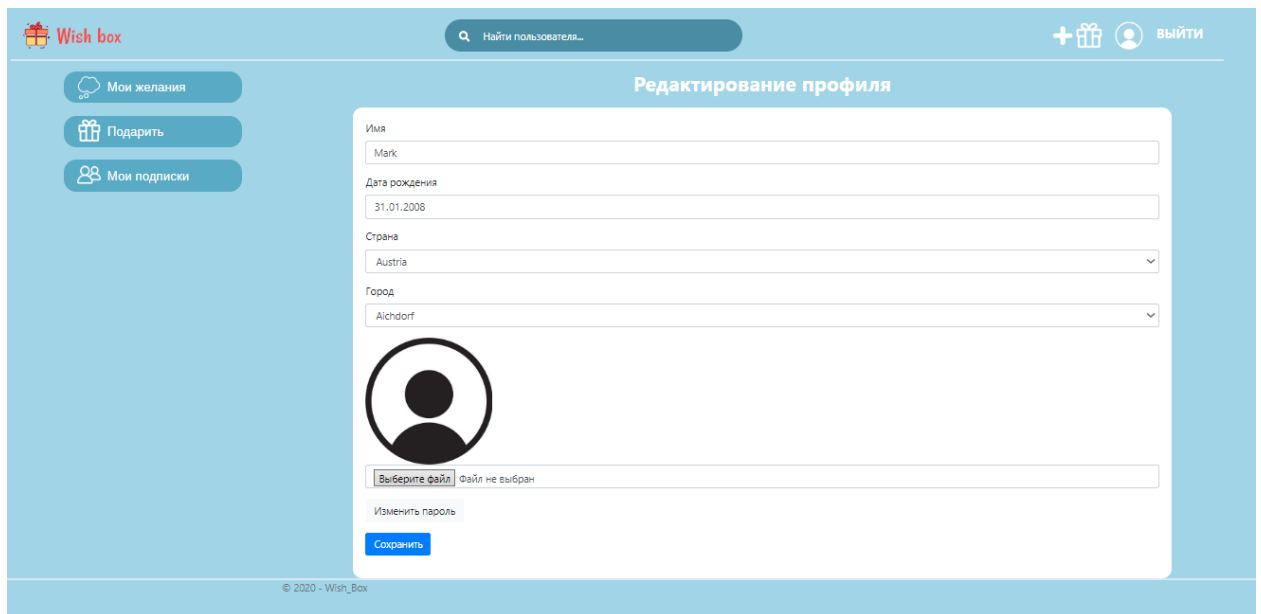 Wish box
Найти пользователя...
выйти
Мои желания
Подарить
Мои подписки
Редактирование профиля
Имя
Mark
Дата рождения
31.01.2008
Страна
Austria
Город
Aichdorf
Выберите файл Файл не выбран
Изменить пароль
Сохранить
© 2020 - Wish_Box